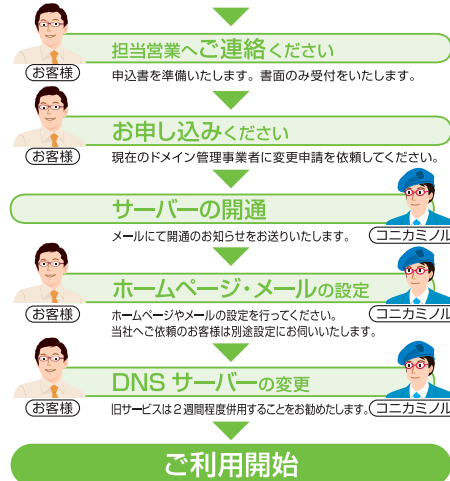 担当営業へご連絡ください
お客様
申込書を準備いたします。書面のみ受付をいたします。
お申し込みください
お客様
現在のドメイン管理事業者に変更申請を依頼してください。
サーバーの開通
メールにて開通のお知らせをお送りいたします。
コニカミノル
ホームページ・メールの設定
お客様
ホームページやメールの設定を行ってください。
コニカミノル
当社へご依頼のお客様は別途設定にお伺いいたします。
DNS サーバーの変更
お客様
旧サービスは2週間程度併用することをお勧めたします。
コニカミノル
ご利用開始